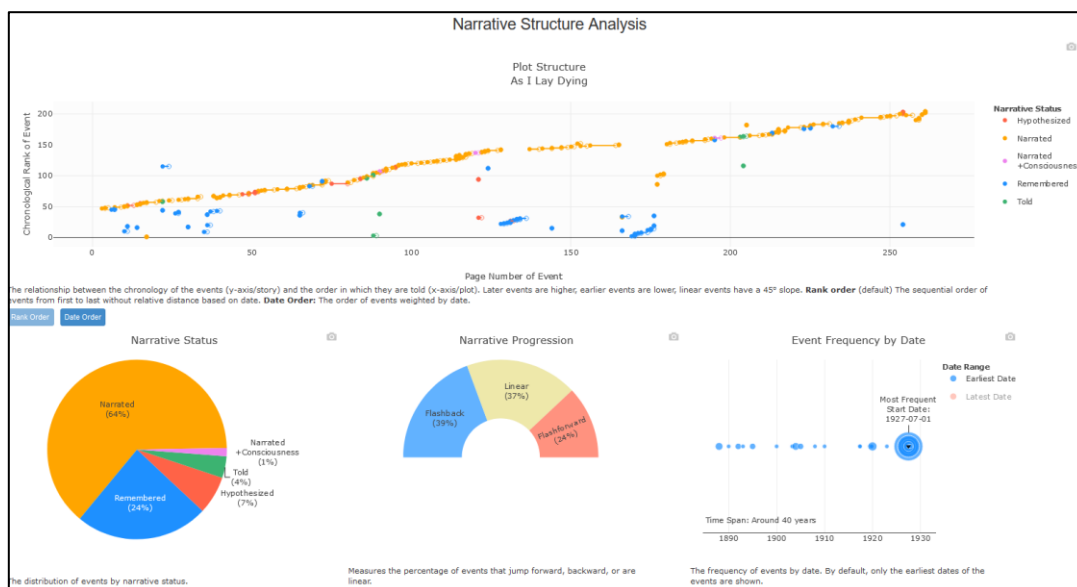 Narrative Structure Analysis
Plot Structure
As I Lay Dying
Chronological Rank of Event
200
150
100
50
0
0
50
100
150
200
250
Page Number of Event
Narrative Status
Hypothesized
Narrated
Narrated
+Consciousnes
Remembered
Told
The relationship between the chronology of the events (y-axis/story) and the order in which they are told (x-axis/plot). Later events are higher, earlier events are lower, linear events have a 45° slope. Rank order (default) The sequential order of
events from first to last without relative distance based on date. Date Order: The order of events weighted by date.
Rank Order
Date Order
Narrative Status
Narrated
(64%)
Narrated
+Consciousness
(1%)
Told
(4%)
Hypothesized
(7%)
Remembered
(24%)
The distribution of events by narrative status.
Narrative Progression
Flashback
(39%)
Linear
(37%)
Flashforward
(24%)
Measures the percentage of events that jump forward, backward, or are
linear.
Event Frequency by Date
Date Range
Earliest Date
Latest Date
Most Frequent
Start Date:
1927-07-01
Time Span: Around 40 years
1890
1900
1910
1920
1930
The frequency of events by date. By default, only the earliest dates of the
events are shown.